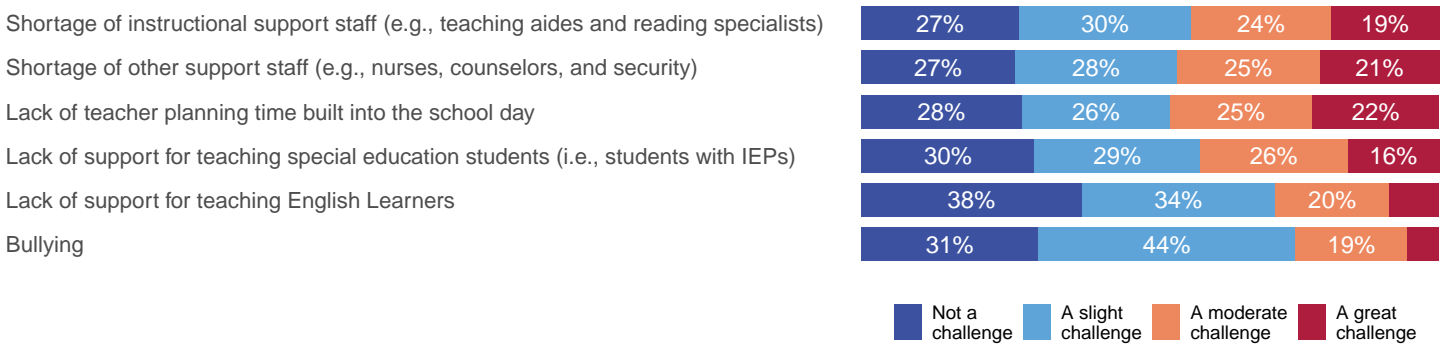 Shortage of instructional support staff (e.g., teaching aides and reading specialists) 27% 30% 24% 19%
Shortage of other support staff (e.g., nurses, counselors, and security) 27% 28% 25% 21%
Lack of teacher planning time built into the school day 28% 26% 25% 22%
Lack of support for teaching special education students (i.e., students with IEPs) 30% 29% 26% 16%
Lack of support for teaching English Learners 38% 34% 20%
Bullying 31% 44% 19%
Not a
challenge
A slight
challenge
A moderate
challenge
A great
challenge